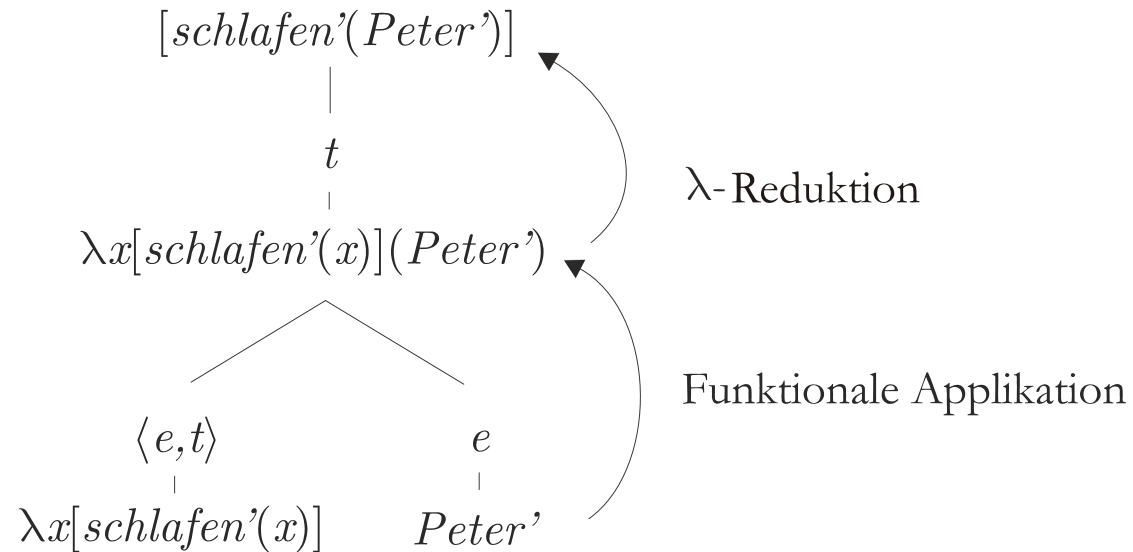 [schlafen’(Peter’)]
t
λ-Reduktion
λx[schlafen’(x)](Peter’)
Funktionale Applikation
⟨e,t⟩ e
λx[schlafen’(x)] Peter’